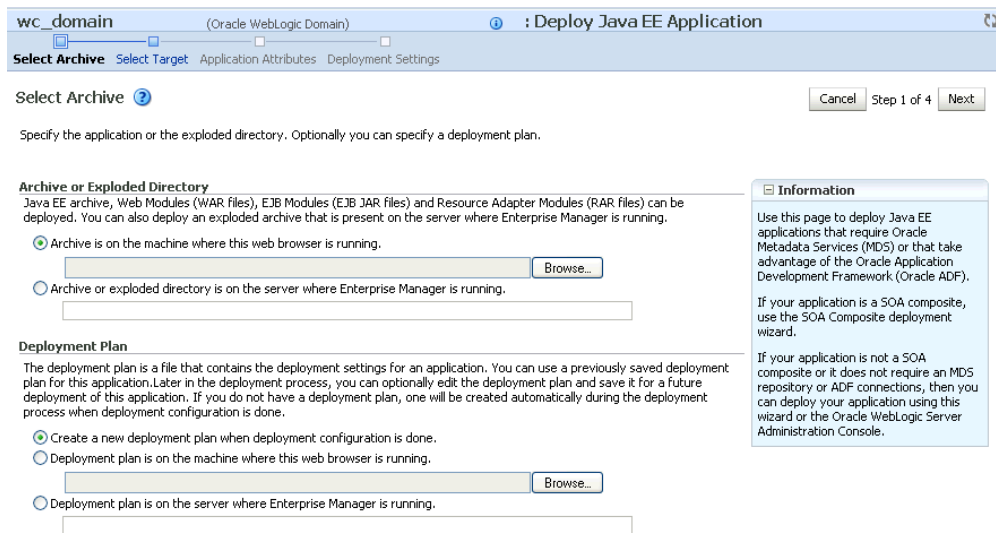 wc_domain (Oracle WebLogic Domain) : Deploy Java EE Application
Select Archive Select Target Application Attributes Deployment Settings
Select Archive
Cancel Step 1 of 4 Next
Specify the application or the exploded directory. Optionally you can specify a deployment plan.
Archive or Exploded Directory
Java EE archive, Web Modules (WAR files), EJB Modules (EJB JAR files) and Resource Adapter Modules (RAR files) can be
deployed. You can also deploy an exploded archive that is present on the server where Enterprise Manager is running.
Archive is on the machine where this web browser is running.
Browse...
Archive or exploded directory is on the server where Enterprise Manager is running.
Deployment Plan
The deployment plan is a file that contains the deployment settings for an application. You can use a previously saved deployment
plan for this application.Later in the deployment process, you can optionally edit the deployment plan and save it for a future
deployment of this application. If you do not have a deployment plan, one will be created automatically during the deployment
process when deployment configuration is done.
Create a new deployment plan when deployment configuration is done.
Deployment plan is on the machine where this web browser is running.
Browse...
Deployment plan is on the server where Enterprise Manager is running.
Information
Use this page to deploy Java EE
applications that require Oracle
Metadata Services (MDS) or that take
advantage of the Oracle Application
Development Framework (Oracle ADF).
If your application is a SOA composite,
use the SOA Composite deployment
wizard.
If your application is not a SOA
composite or it does not require an MDS
repository or ADF connections, then you
can deploy your application using this
wizard or the Oracle WebLogic Server
Administration Console.